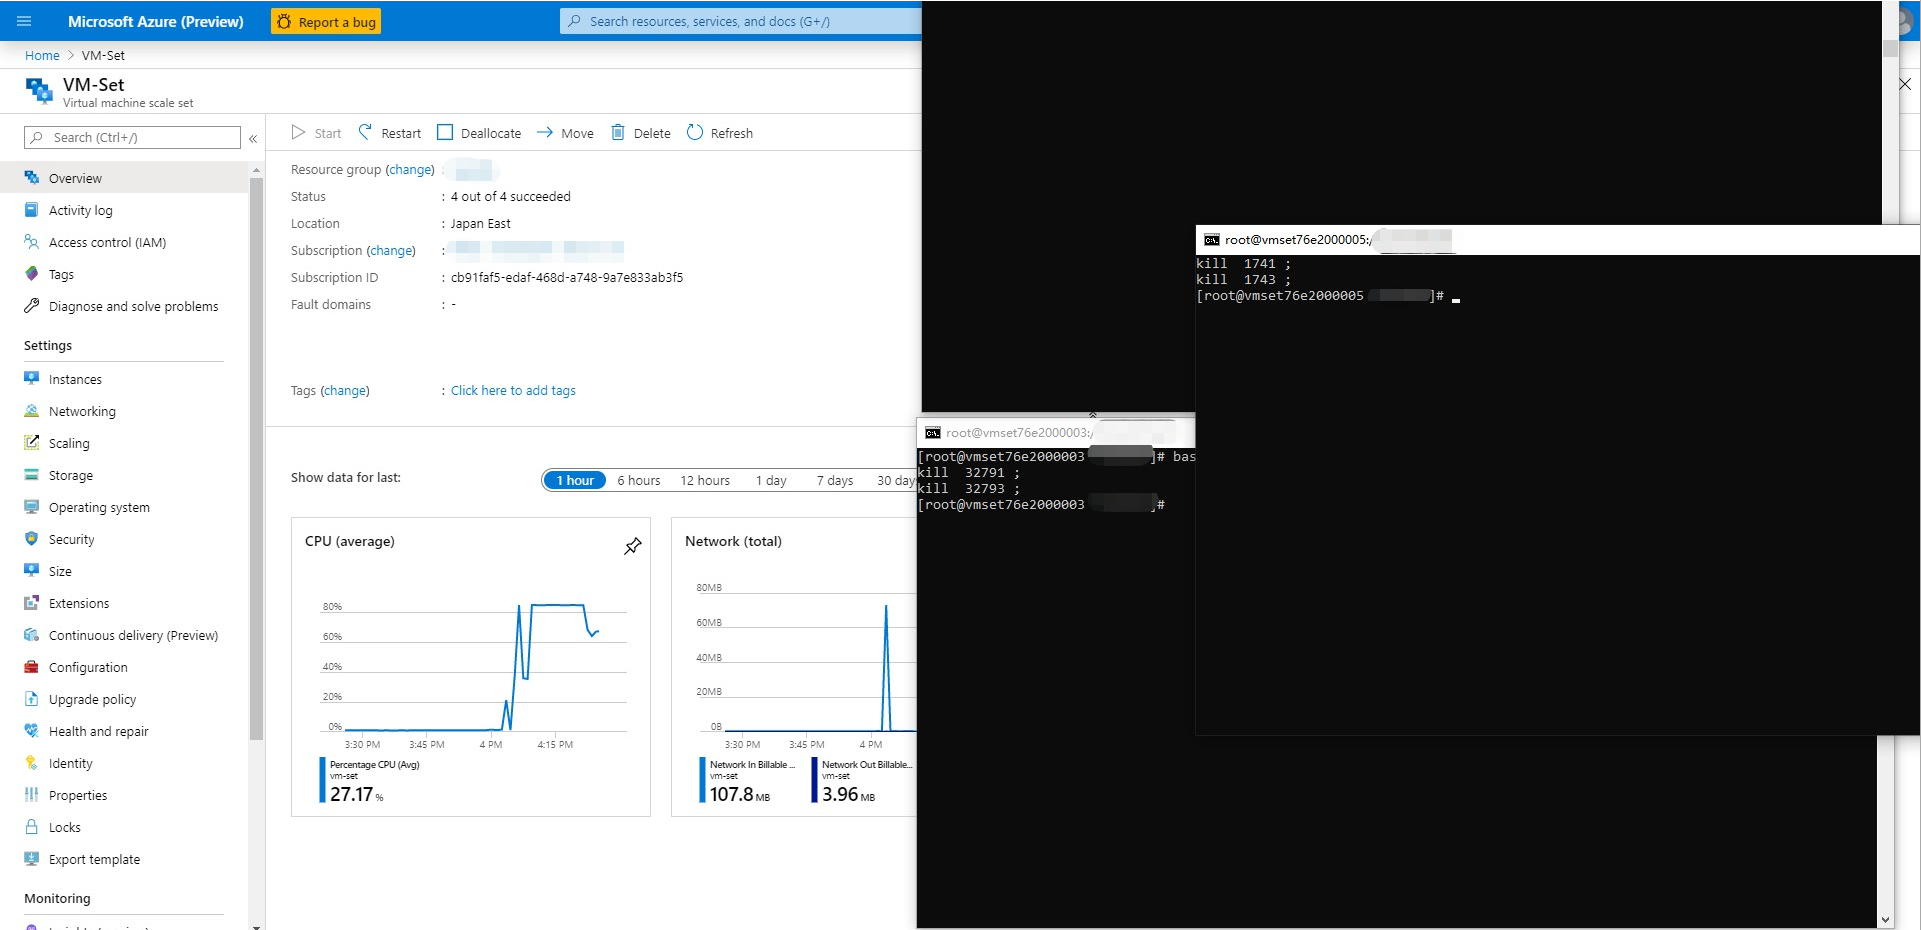 Microsoft Azure (Preview)
Report a bug
Search resources, services, and docs (G+/)
Home > VM-Set
VM-Set
Virtual machine scale set
Search (Ctrl+/)
«
Start
Restart
Deallocate
Move
Delete
Refresh
Overview
Activity log
Access control (IAM)
Tags
Diagnose and solve problems
Settings
Instances
Networking
Scaling
Storage
Operating system
Security
Size
Extensions
Continuous delivery (Preview)
Configuration
Upgrade policy
Health and repair
Identity
Properties
Locks
Export template
Monitoring
Resource group (change) :
Status : 4 out of 4 succeeded
Location : Japan East
Subscription (change) :
Subscription ID : cb91faf5-edaf-468d-a748-9a7e833ab3f5
Fault domains : -
Tags (change) : Click here to add tags
Show data for last:
1 hour
6 hours
12 hours
1 day
7 days
30 day
CPU (average)
80%
60%
40%
20%
0%
3:30 PM
3:45 PM
4 PM
4:15 PM
Percentage CPU (Avg)
vm-set
27.17 %
Network (total)
80MB
60MB
40MB
20MB
0B
3:30 PM
3:45 PM
4 PM
Network In Billable ...
vm-set
107.8 MB
Network Out Billable...
vm-set
3.96 MB
root@vmset76e2000005:/
kill  1741 ;
kill  1743 ;
[root@vmset76e2000005 ]#
root@vmset76e2000003:/
[root@vmset76e2000003 ]# bas
kill  32791 ;
kill  32793 ;
[root@vmset76e2000003 ]#